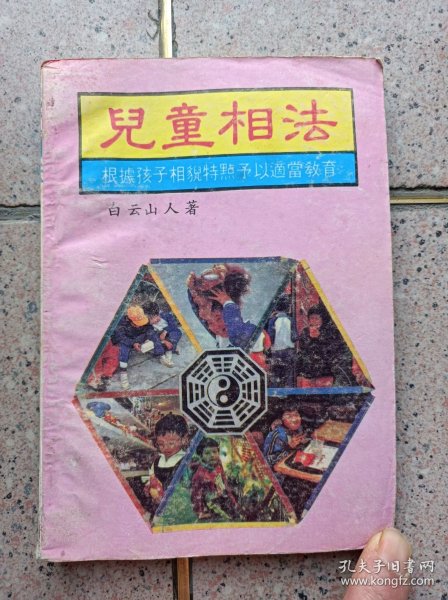 兒童相法
根據孩子相貌特點予以適當教育
白云山人著
孔夫子旧书网
www.kongfz.com